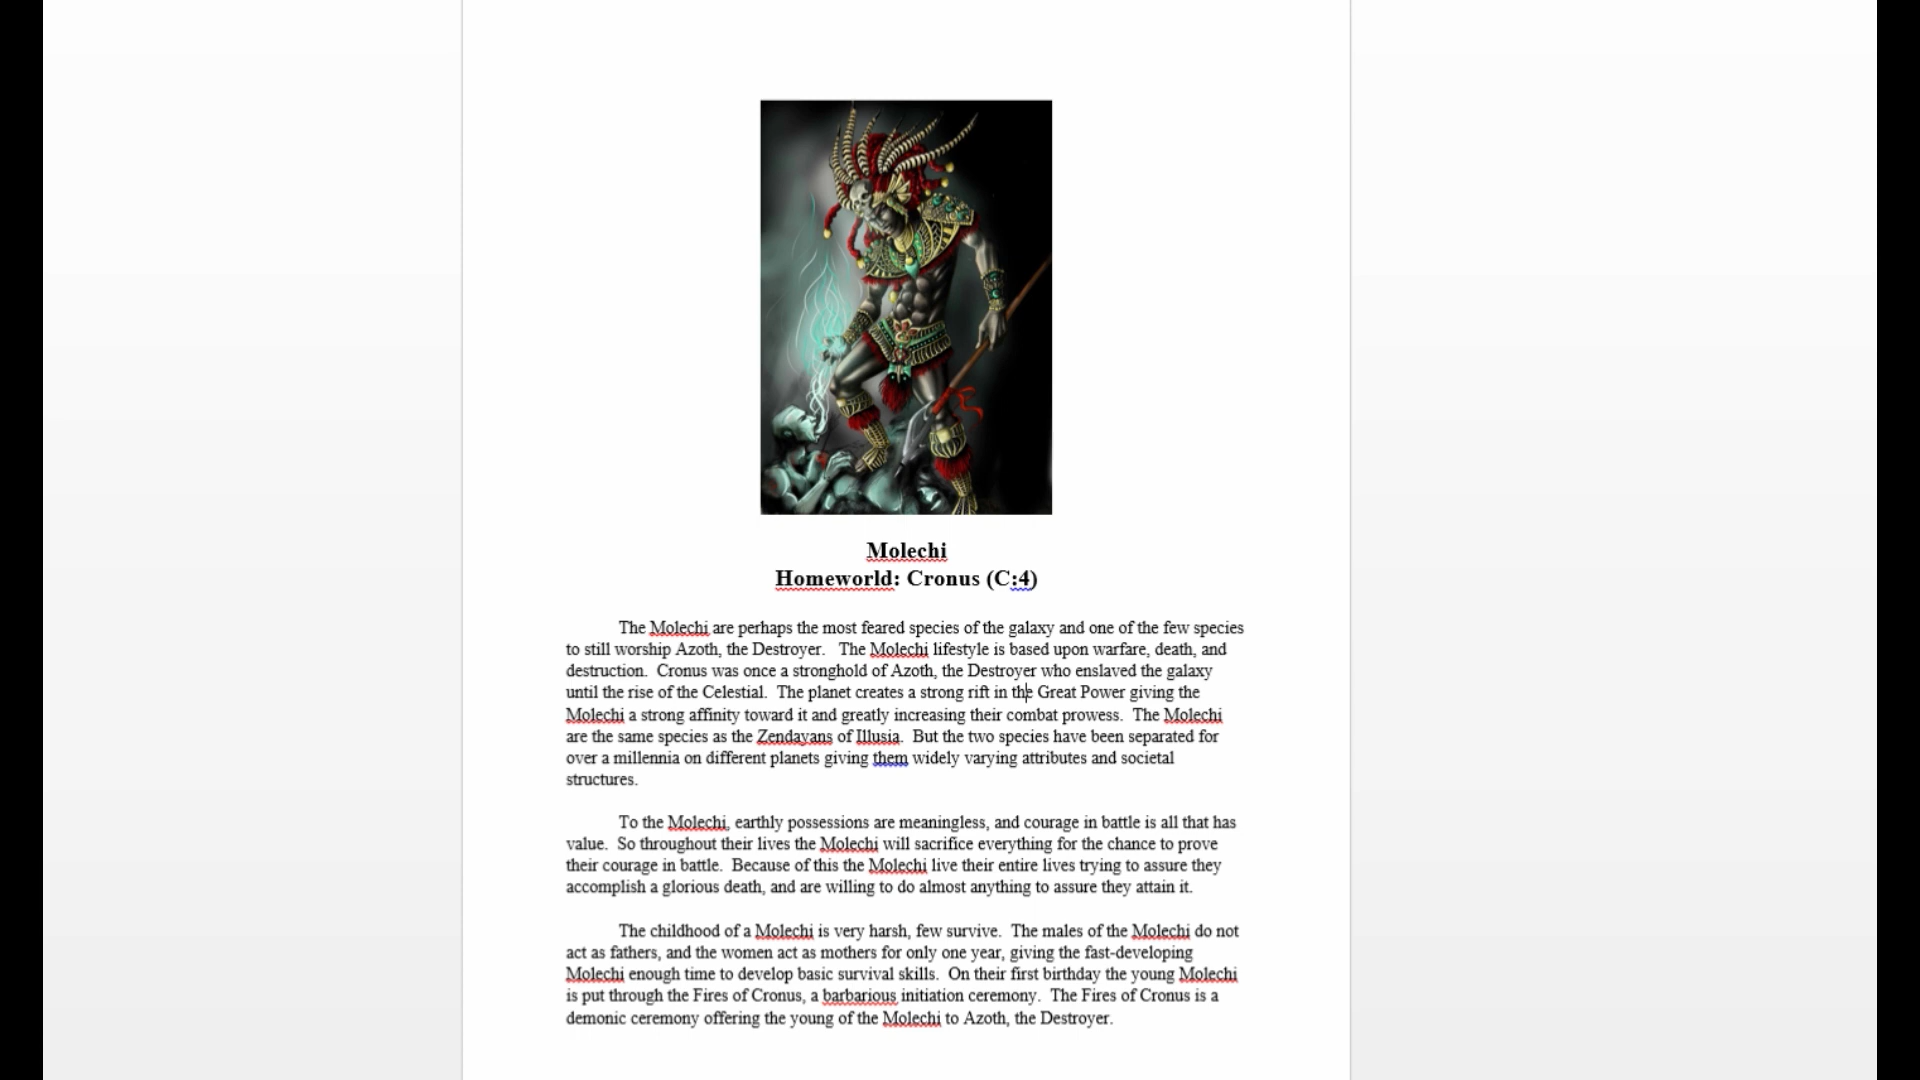 Molechi
Homeworld: Cronus (C:4)
The Molechi are perhaps the most feared species of the galaxy and one of the few species
to still worship Azoth, the Destroyer. The Molechi lifestyle is based upon warfare, death, and
destruction. Cronus was once a stronghold of Azoth, the Destroyer who enslaved the galaxy
until the rise of the Celestial. The planet creates a strong rift in the Great Power giving the
Molechi a strong affinity toward it and greatly increasing their combat prowess. The Molechi
are the same species as the Zendayans of Illusia. But the two species have been separated for
over a millennia on different planets giving them widely varying attributes and societal
structures.
To the Molechi, earthly possessions are meaningless, and courage in battle is all that has
value. So throughout their lives the Molechi will sacrifice everything for the chance to prove
their courage in battle. Because of this the Molechi live their entire lives trying to assure they
accomplish a glorious death, and are willing to do almost anything to assure they attain it.
The childhood of a Molechi is very harsh, few survive. The males of the Molechi do not
act as fathers, and the women act as mothers for only one year, giving the fast-developing
Molechi enough time to develop basic survival skills. On their first birthday the young Molechi
is put through the Fires of Cronus, a barbarious initiation ceremony. The Fires of Cronus is a
demonic ceremony offering the young of the Molechi to Azoth, the Destroyer.